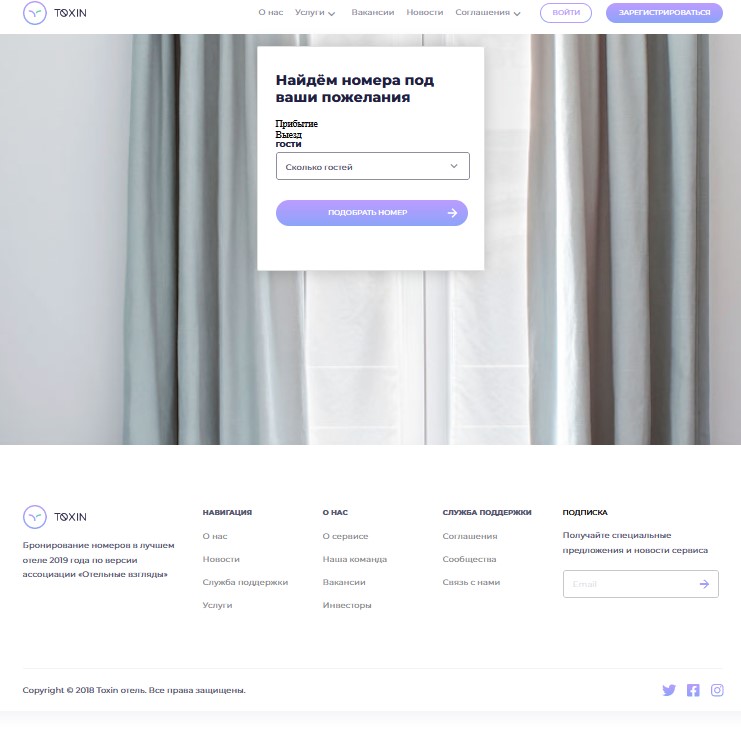 TOXIN
О нас Услуги Вакансии Новости Соглашения ВОЙТИ ЗАРЕГИСТРИРОВАТЬСЯ
Найдём номера под
ваши пожелания
Прибытие
Выезд
ГОСТИ
Сколько гостей
ПОДОБРАТЬ НОМЕР
TOXIN
Бронирование номеров в лучшем
отеле 2019 года по версии
ассоциации «Отельные взгляды»
НАВИГАЦИЯ
О нас
Новости
Служба поддержки
Услуги
О НАС
О сервисе
Наша команда
Вакансии
Инвесторы
СЛУЖБА ПОДДЕРЖКИ
Соглашения
Сообщества
Связь с нами
ПОДПИСКА
Получайте специальные
предложения и новости сервиса
Email
Copyright © 2018 Toxin отель. Все права защищены.